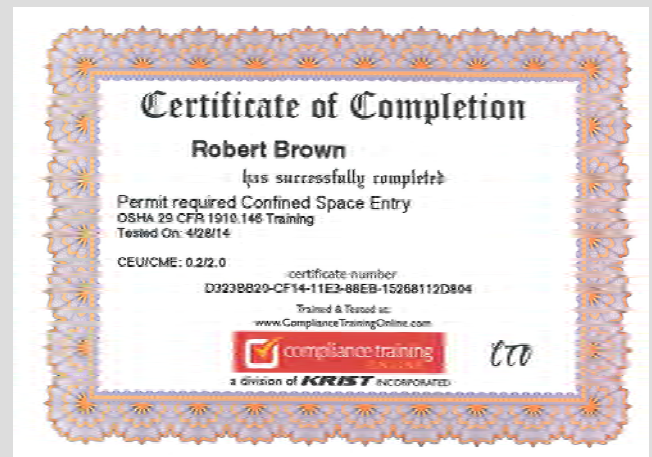 Certificate of Completion
Robert Brown
has successfully completed
Permit required Confined Space Entry
OSHA 29 CFR 1910.146 Training
Tested On: 4/28/14
CEU/CME: 0.2/2.0
certificate number
D323BB20-CF14-11E3-88EB-15268112D804
Trained & Tested at:
www.ComplianceTrainingOnline.com
compliance training
ONLINE
CTO
a division of KRIST INCORPORATED